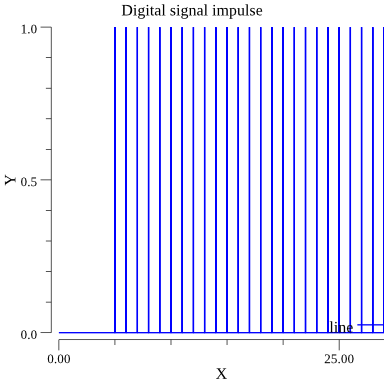 Digital signal impulse
1.0
0.5
0.0
Y
line
0.00
25.00
X